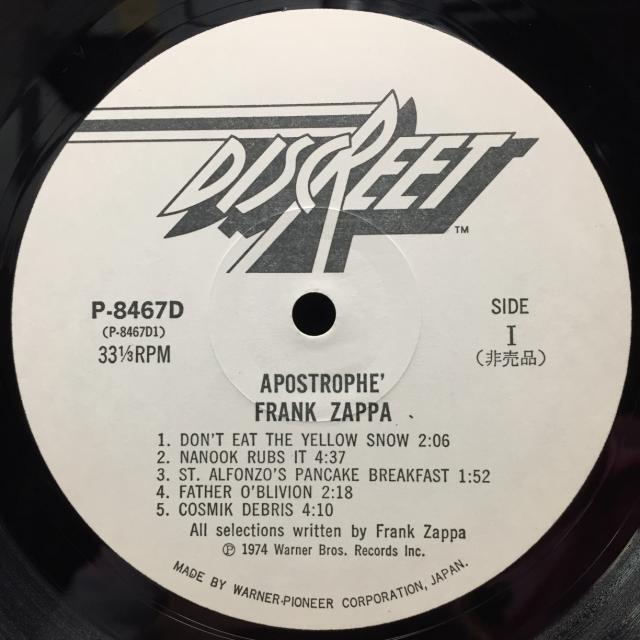 DISCREET
TM
P-8467D
(P-8467D1)
33⅓RPM
SIDE
I
(非売品)
APOSTROPHE'
FRANK ZAPPA
1. DON'T EAT THE YELLOW SNOW 2:06
2. NANOOK RUBS IT 4:37
3. ST. ALFONZO'S PANCAKE BREAKFAST 1:52
4. FATHER O'BLIVION 2:18
5. COSMIK DEBRIS 4:10
All selections written by Frank Zappa
℗ 1974 Warner Bros. Records Inc.
MADE BY WARNER-PIONEER CORPORATION, JAPAN.